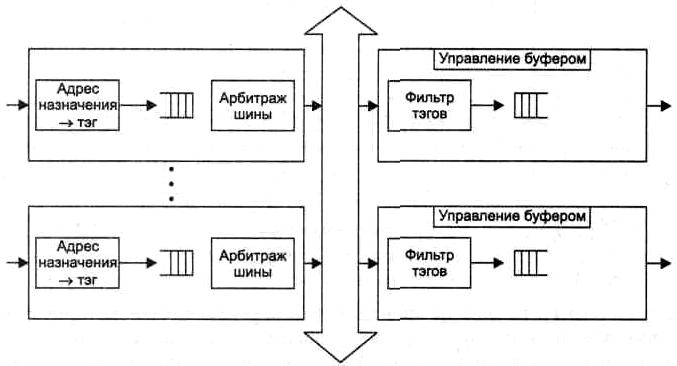 Управление буфером
Адрес
назначения
→ тэг
Арбитраж
шины
Фильтр
тэгов
Управление буфером
Адрес
назначения
→ тэг
Арбитраж
шины
Фильтр
тэгов